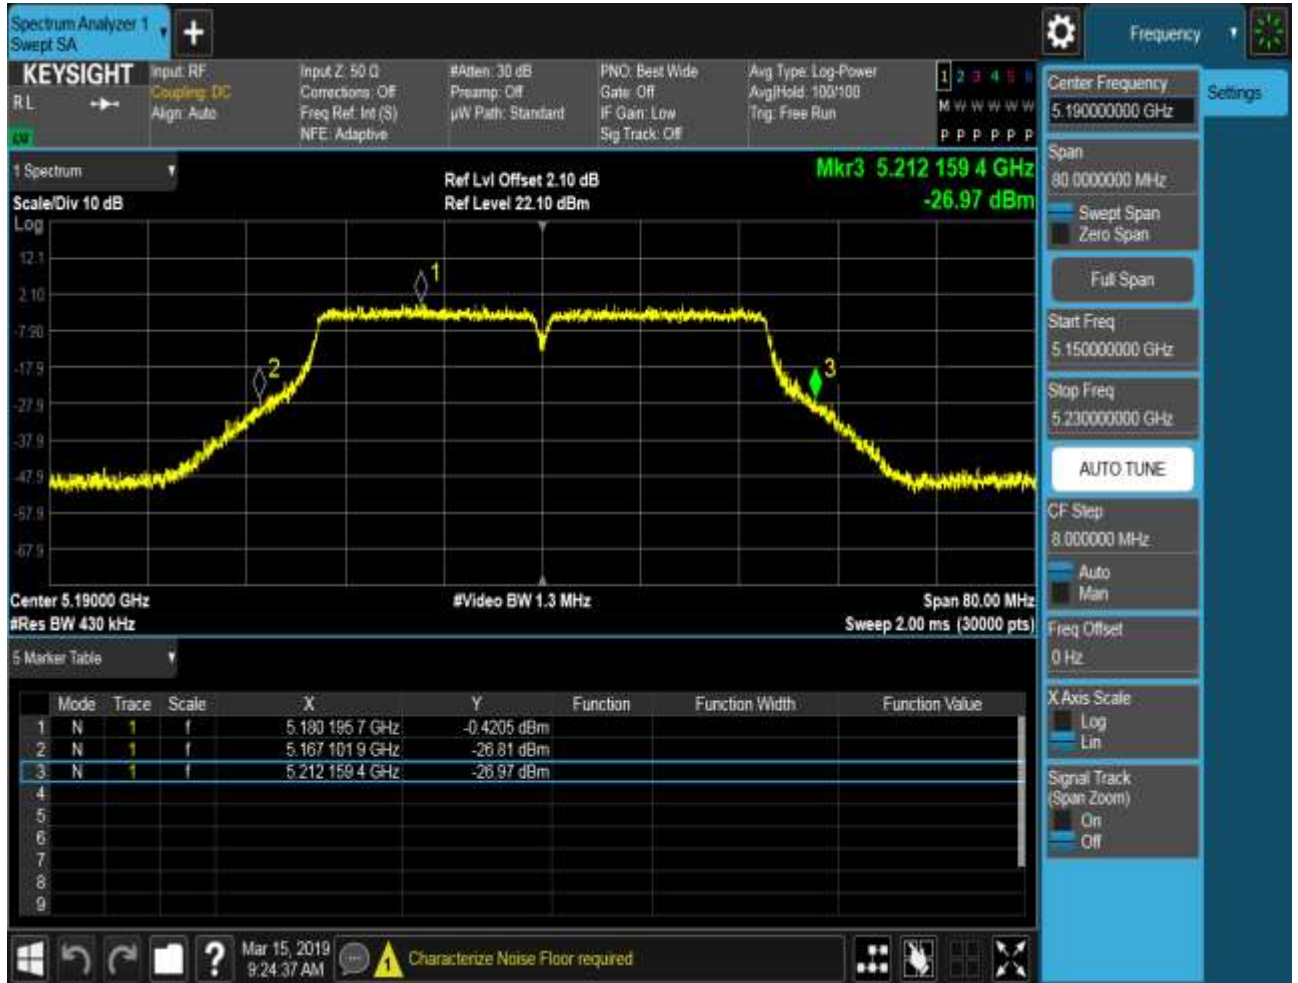 Spectrum Analyzer 1
Swept SA
+
Frequency
KEYSIGHT
RL
Input: RF
Coupling: DC
Align: Auto
Input Z: 50 Ω
Corrections: Off
Freq Ref: Int (S)
NFE: Adaptive
#Atten: 30 dB
Preamp: Off
µW Path: Standard
PNO: Best Wide
Gate: Off
IF Gain: Low
Sig Track: Off
Avg Type: Log-Power
Avg|Hold: 100/100
Trig: Free Run
1 2 3 4 5 6
M W W W W W
P P P P P P
1 Spectrum
Scale/Div 10 dB
Ref Lvl Offset 2.10 dB
Ref Level 22.10 dBm
Mkr3 5.212 159 4 GHz
-26.97 dBm
Log
12.1
2.10
-7.90
-17.9
-27.9
-37.9
-47.9
-57.9
-67.9
1
2
3
Center 5.19000 GHz
#Video BW 1.3 MHz
Span 80.00 MHz
#Res BW 430 kHz
Sweep 2.00 ms (30000 pts)
5 Marker Table
Mode Trace Scale X Y Function Function Width Function Value
1 N 1 f 5.180 195 7 GHz -0.4205 dBm
2 N 1 f 5.167 101 9 GHz -26.81 dBm
3 N 1 f 5.212 159 4 GHz -26.97 dBm
4
5
6
7
8
9
Mar 15, 2019
9:24:37 AM
?
1
Characterize Noise Floor required
Center Frequency
5.190000000 GHz
Settings
Span
80.0000000 MHz
Swept Span
Zero Span
Full Span
Start Freq
5.150000000 GHz
Stop Freq
5.230000000 GHz
AUTO TUNE
CF Step
8.000000 MHz
Auto
Man
Freq Offset
0 Hz
X Axis Scale
Log
Lin
Signal Track
(Span Zoom)
On
Off